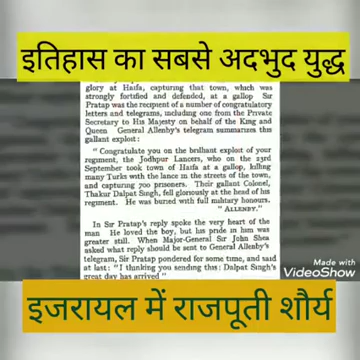 इतिहास का सबसे अदभुद युद्ध
glory at Haifa, capturing that town, which was
strongly fortified and defended, at a gallop Sir
Pratap was the recipient of a number of congratulatory
letters and telegrams, including one from the Private
Secretary to His Majesty on behalf of the King and
Queen General Allenby's telegram summarizes this
gallant exploit:
"Congratulate you on the brilliant exploit of your
regiment, the Jodhpur Lancers, who on the 23rd
September took town of Haifa at a gallop, killing
many Turks with the lance in the streets of the town,
and capturing 700 prisoners. Their gallant Colonel,
Thakur Dalpat Singh, fell gloriously at the head of his
regiment. He was buried with full military honours.
"ALLENBY."
In Sir Pratap's reply spoke the very heart of the
man. He loved the boy, but his pride in him was
greater still. When Major-General Sir John Shea
asked what reply should be sent to General Allenby's
telegram, Sir Pratap pondered for some time, and said
at last: "I thanking you sending this: Dalpat Singh's
great day has arrived"
Made with
VideoShow
इजरायल में राजपूती शौर्य